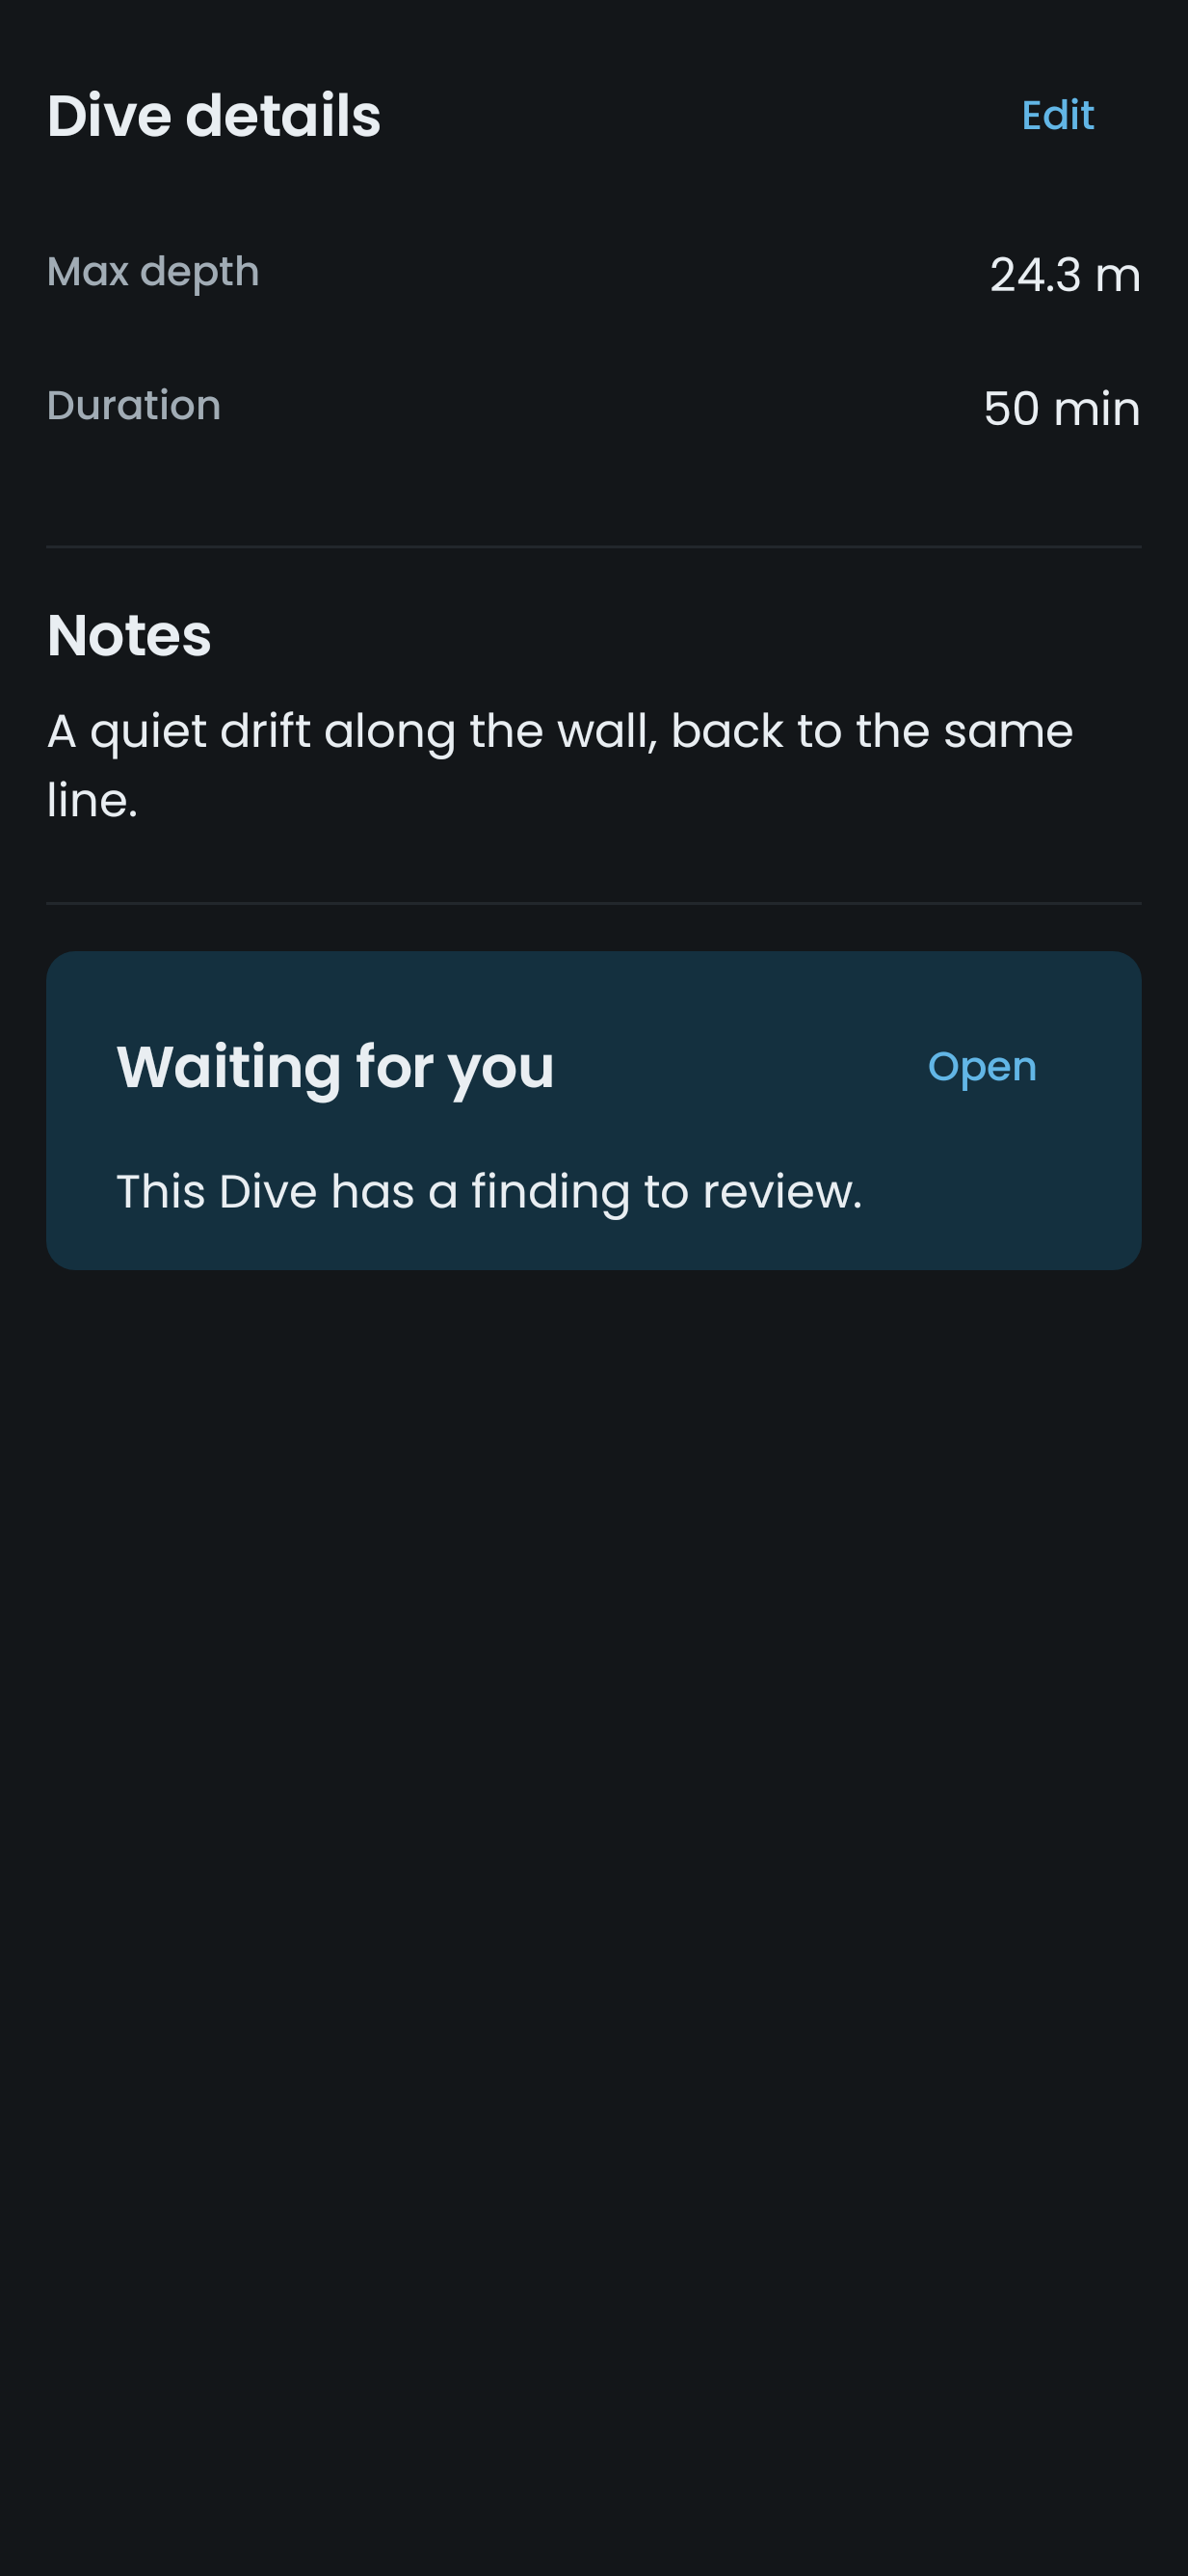 Dive details
Edit
Max depth
24.3 m
Duration
50 min
Notes
A quiet drift along the wall, back to the same
line.
Waiting for you
Open
This Dive has a finding to review.